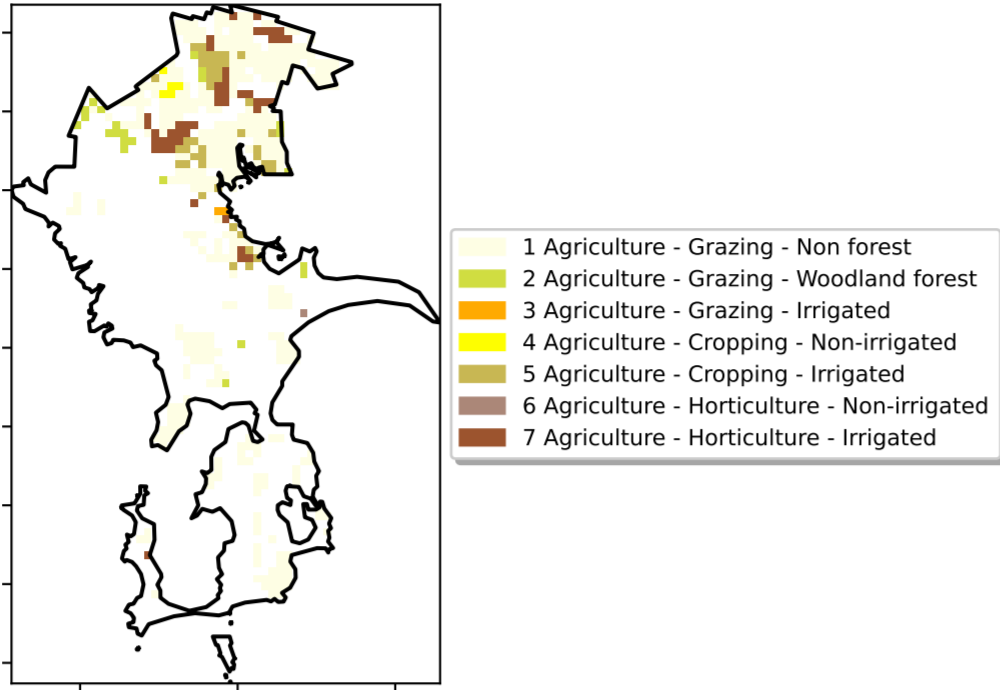 1 Agriculture - Grazing - Non forest
2 Agriculture - Grazing - Woodland forest
3 Agriculture - Grazing - Irrigated
4 Agriculture - Cropping - Non-irrigated
5 Agriculture - Cropping - Irrigated
6 Agriculture - Horticulture - Non-irrigated
7 Agriculture - Horticulture - Irrigated